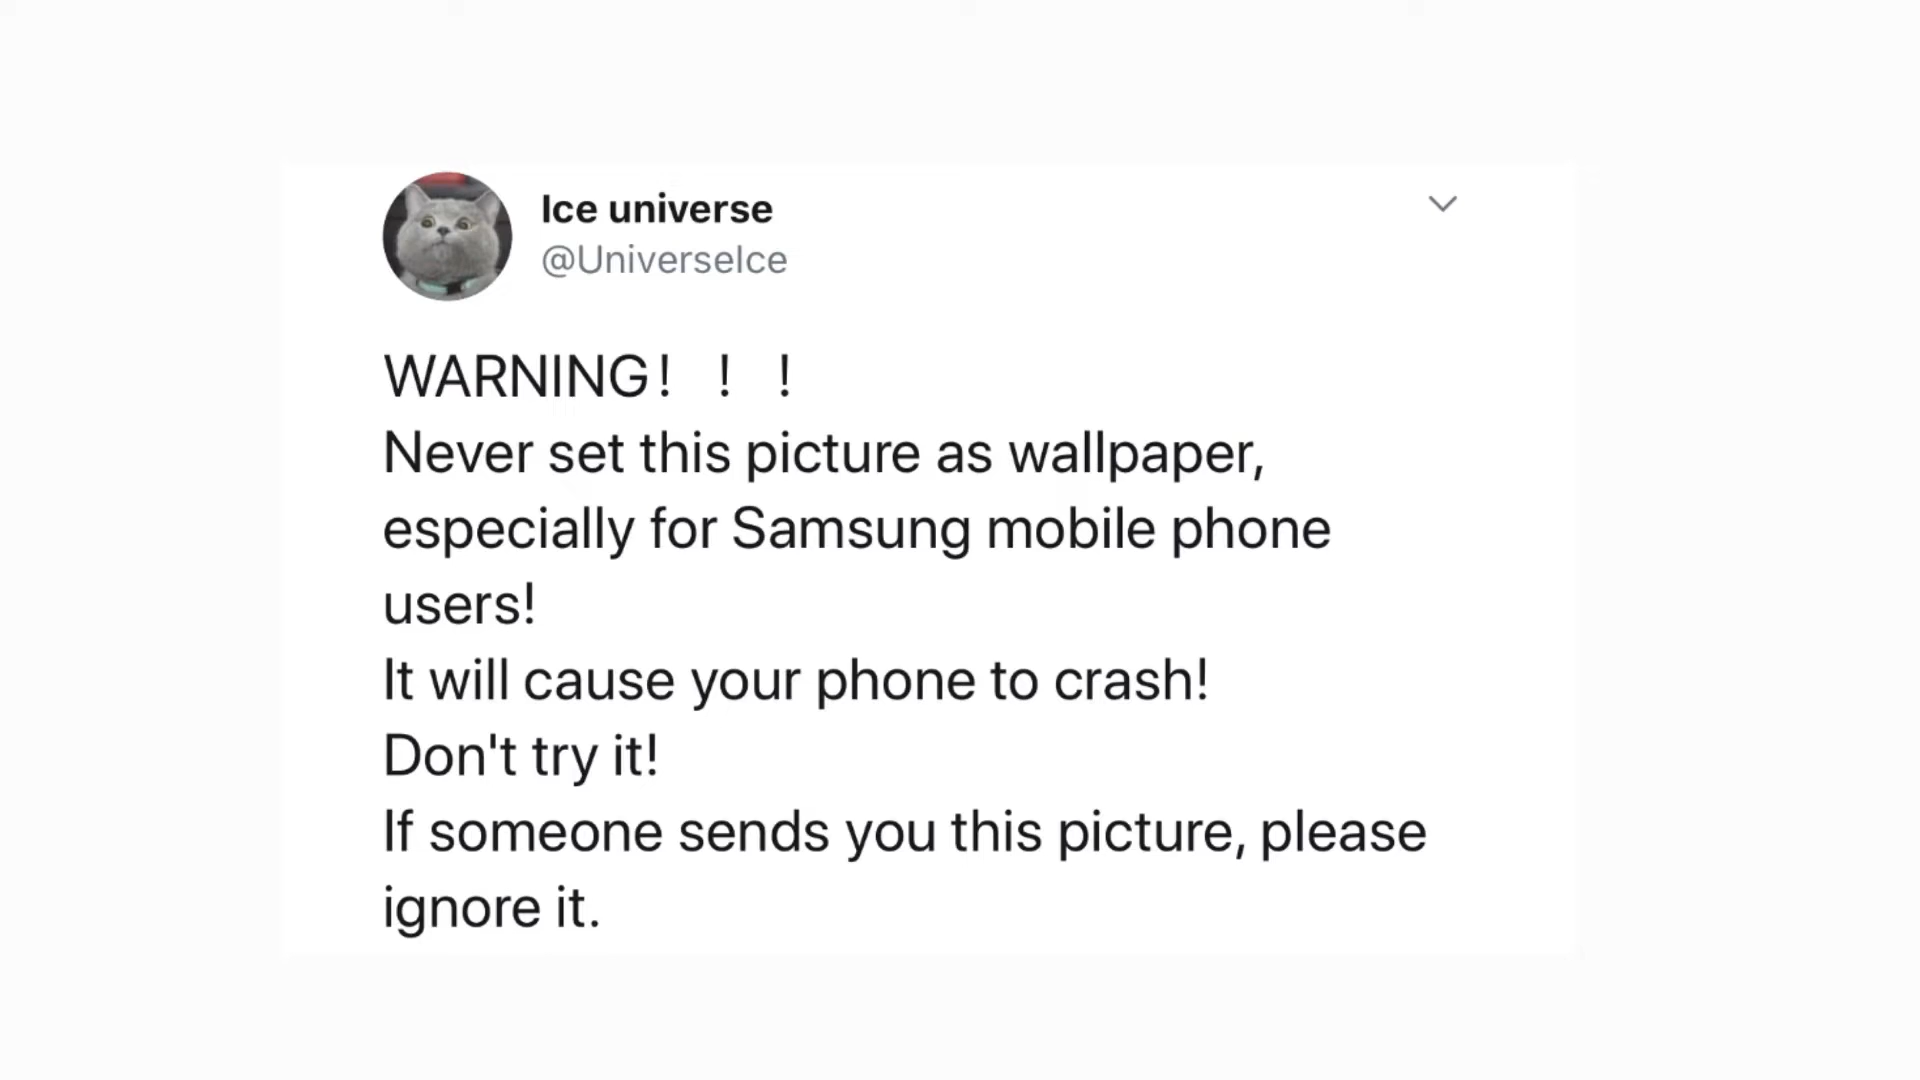 Ice universe
@UniverseIce
WARNING！！！
Never set this picture as wallpaper,
especially for Samsung mobile phone
users!
It will cause your phone to crash!
Don't try it!
If someone sends you this picture, please
ignore it.